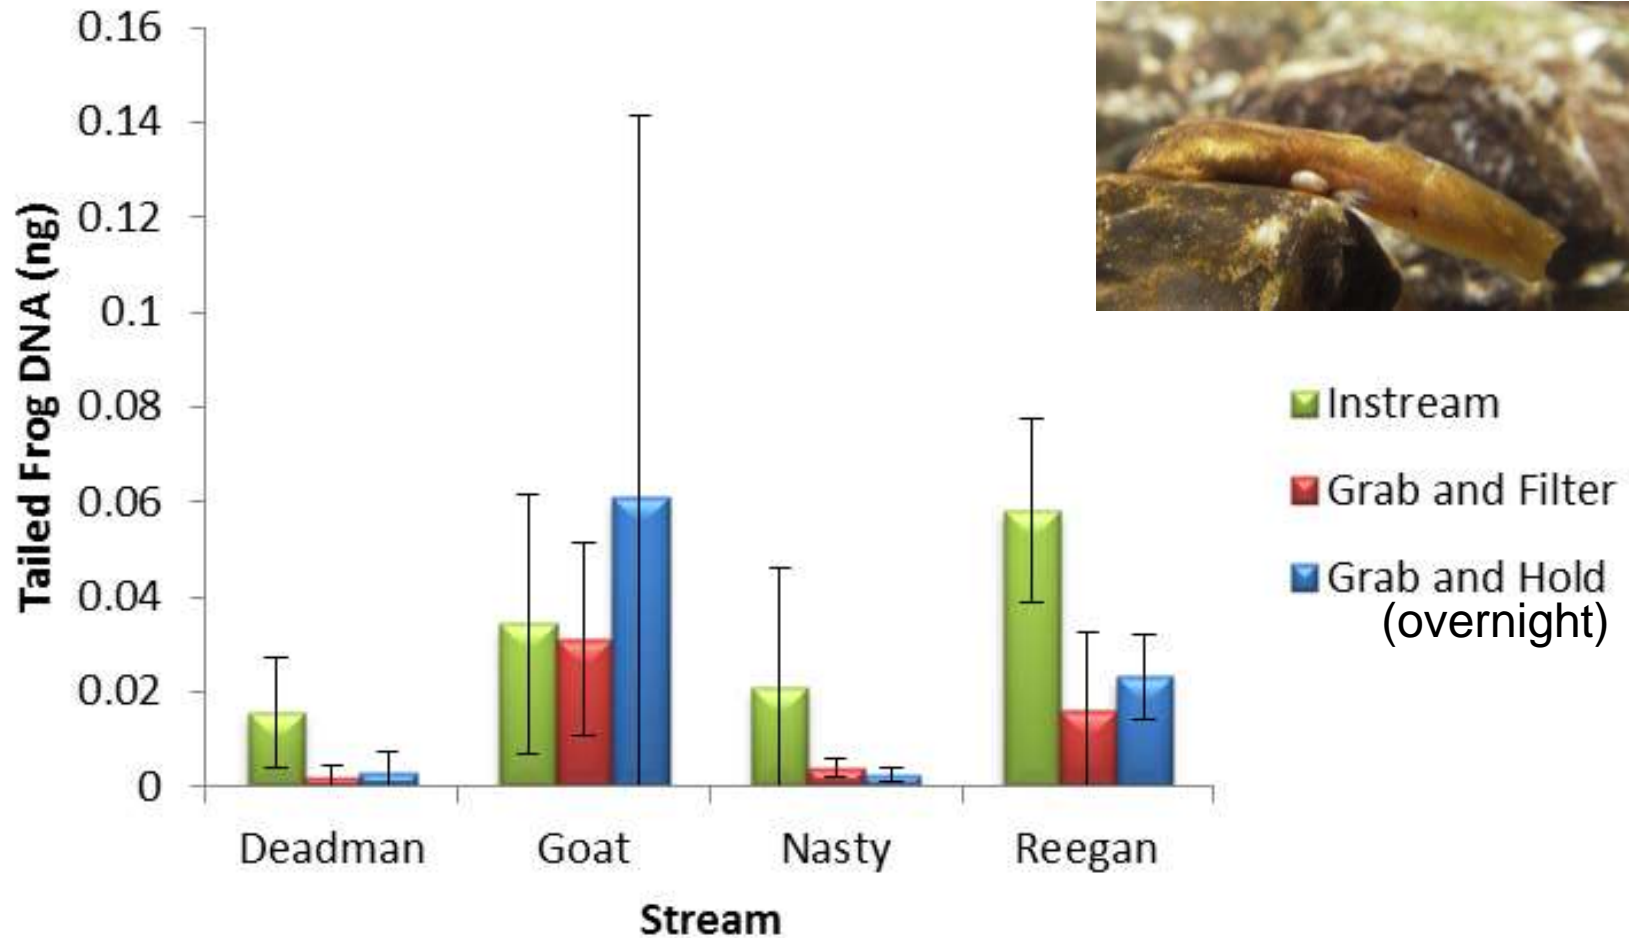 0.16
0.14
0.12
0.1
0.08
0.06
0.04
0.02
0
Tailed Frog DNA (ng)
Deadman Goat Nasty Reegan
Stream
Instream
Grab and Filter
Grab and Hold
(overnight)